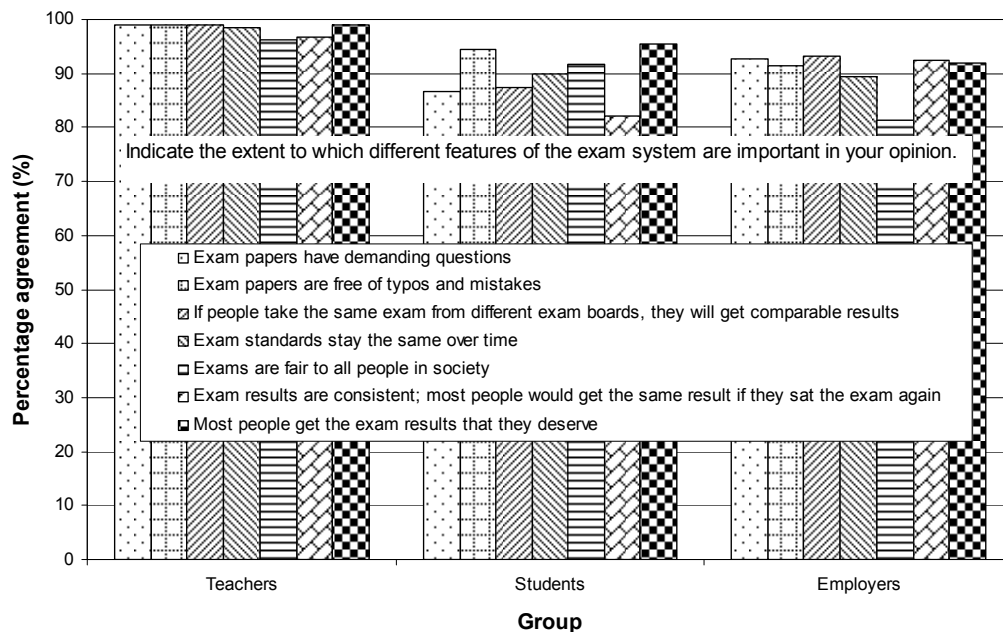 100
90
80
70
60
50
40
30
20
10
0
Percentage agreement (%)
Indicate the extent to which different features of the exam system are important in your opinion.
Exam papers have demanding questions
Exam papers are free of typos and mistakes
If people take the same exam from different exam boards, they will get comparable results
Exam standards stay the same over time
Exams are fair to all people in society
Exam results are consistent; most people would get the same result if they sat the exam again
Most people get the exam results that they deserve
Teachers
Students
Employers
Group